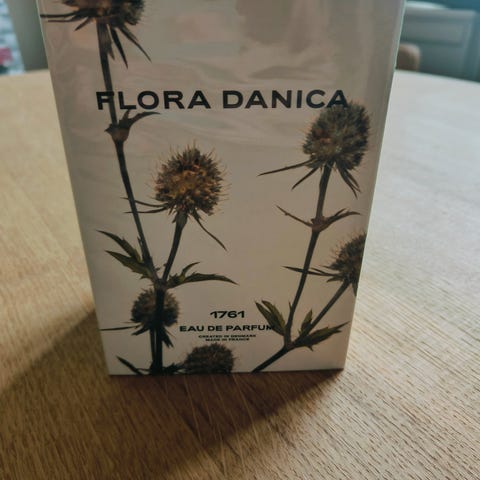 FLORA DANICA
1761
EAU DE PARFUM
CREATED IN DENMARK
MADE IN FRANCE